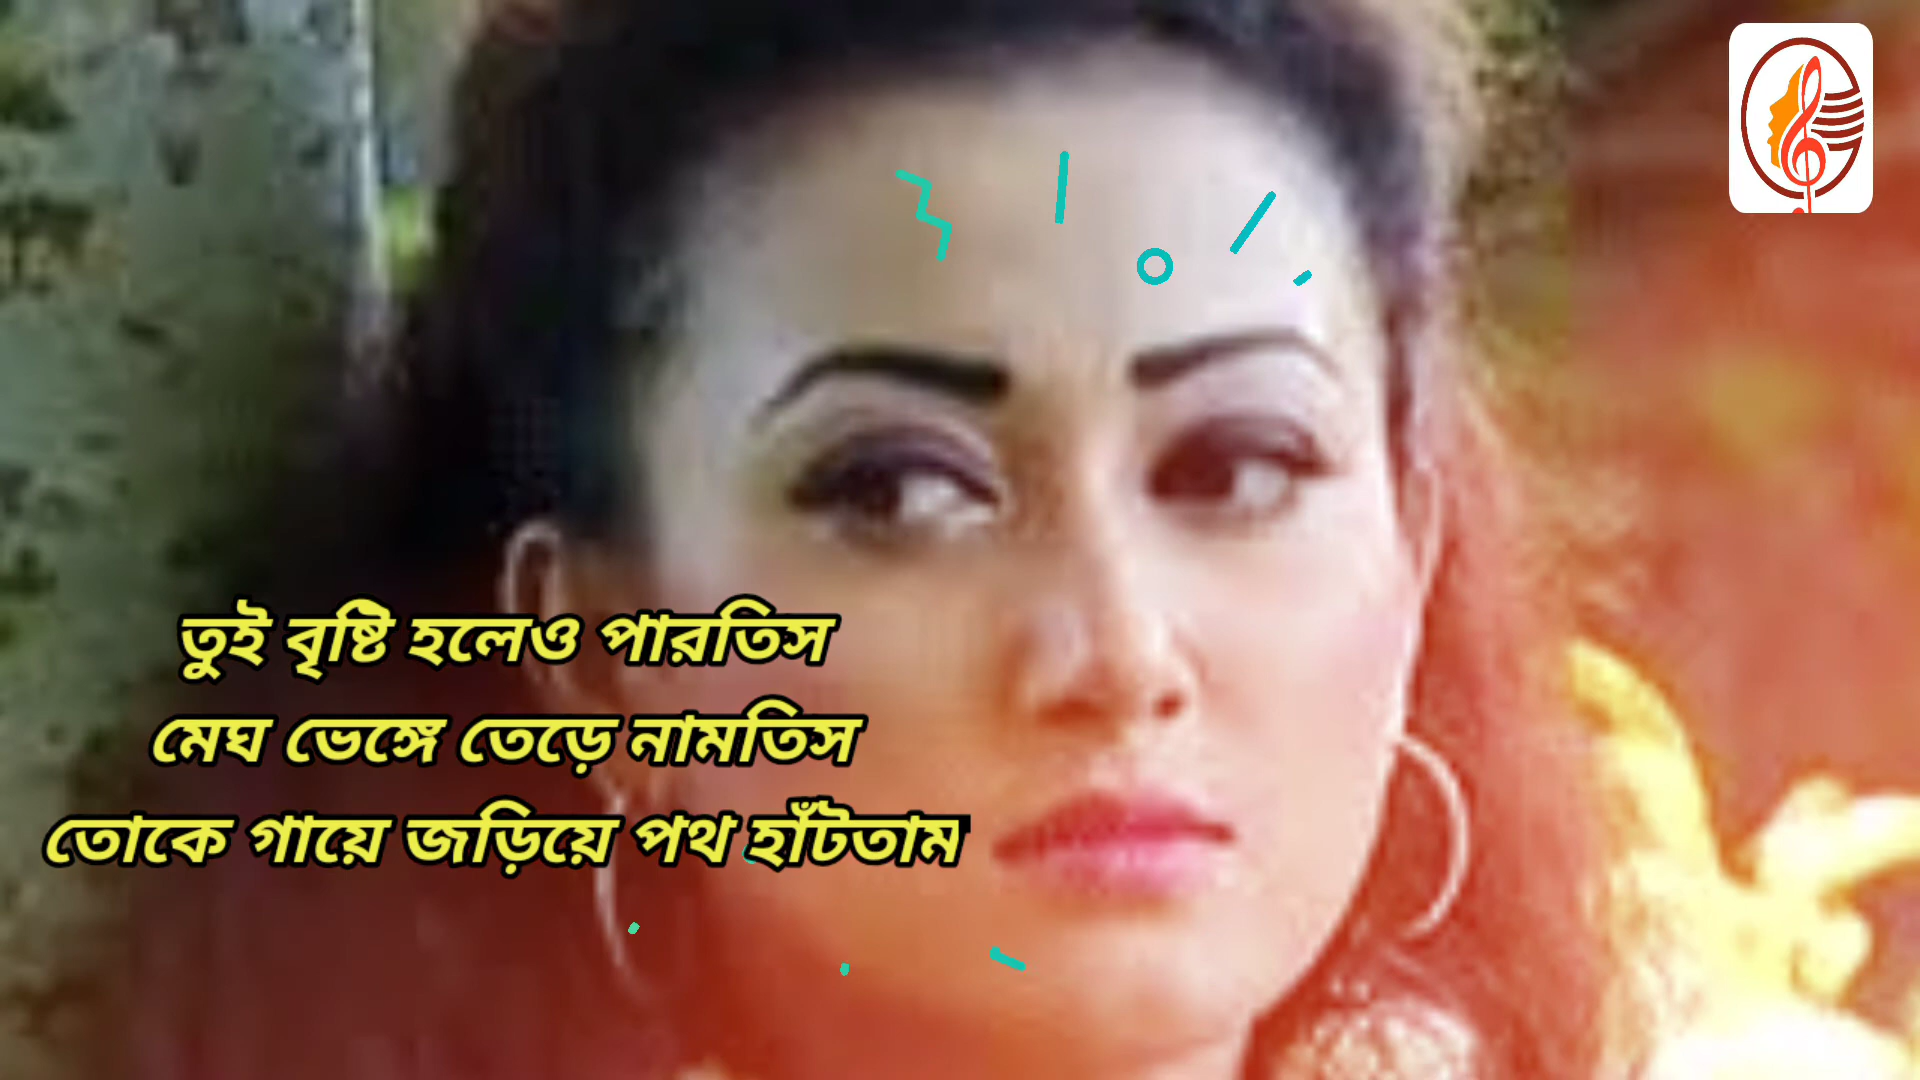 তুই বৃষ্টি হলেও পারতিস
মেঘ ভেঙ্গে তেড়ে নামতিস
তোকে গায়ে জড়িয়ে পথ হাঁটতাম